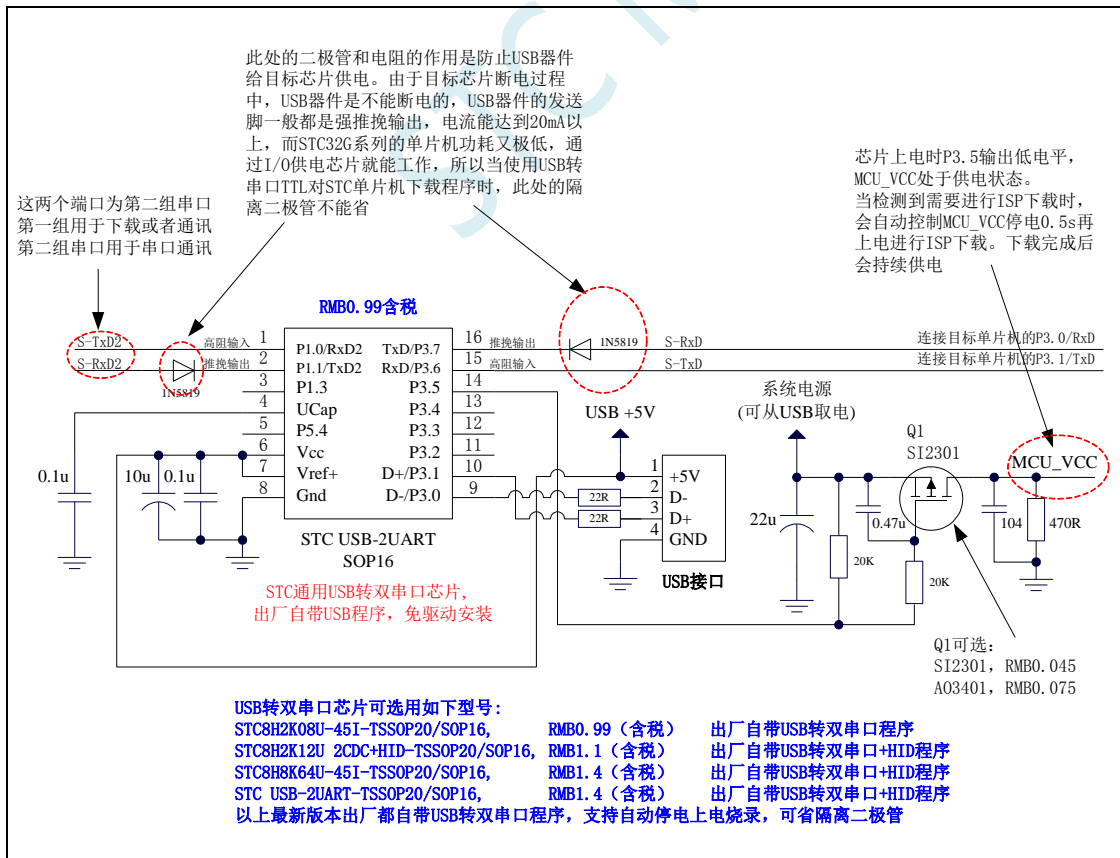 STC M
此处的二极管和电阻的作用是防止USB器件
给目标芯片供电。由于目标芯片断电过程
中，USB器件是不能断电的，USB器件的发送
脚一般都是强推挽输出，电流能达到20mA以
上，而STC32G系列的单片机功耗又极低，通
过I/O供电芯片就能工作，所以当使用USB转
串口TTL对STC单片机下载程序时，此处的隔
离二极管不能省
芯片上电时P3.5输出低电平，
MCU_VCC处于供电状态。
当检测到需要进行ISP下载时，
会自动控制MCU_VCC停电0.5s再
上电进行ISP下载。下载完成后
会持续供电
这两个端口为第二组串口
第一组用于下载或者通讯
第二组串口用于串口通讯
RMB0.99含税
S-TxD2 高阻输入 1 P1.0/RxD2 TxD/P3.7 16 推挽输出 1N5819 S-RxD 连接目标单片机的P3.0/RxD
S-RxD2 推挽输出 2 P1.1/TxD2 RxD/P3.6 15 高阻输入 S-TxD 连接目标单片机的P3.1/TxD
1N5819 3 P1.3 P3.5 14
4 UCap P3.4 13
5 P5.4 P3.3 12
6 Vcc P3.2 11
7 Vref+ D+/P3.1 10
8 Gnd D-/P3.0 9
0.1u 10u 0.1u
STC USB-2UART
SOP16
STC通用USB转双串口芯片，
出厂自带USB程序，免驱动安装
USB +5V
1 +5V
2 D-
3 D+
4 GND
22R
22R
USB接口
系统电源
(可从USB取电)
Q1
SI2301
MCU_VCC
22u 0.47u 104 470R
20K 20K
Q1可选：
SI2301，RMB0.045
AO3401，RMB0.075
USB转双串口芯片可选用如下型号：
STC8H2K08U-45I-TSSOP20/SOP16, RMB0.99（含税） 出厂自带USB转双串口程序
STC8H2K12U 2CDC+HID-TSSOP20/SOP16, RMB1.1（含税） 出厂自带USB转双串口+HID程序
STC8H8K64U-45I-TSSOP20/SOP16, RMB1.4（含税） 出厂自带USB转双串口+HID程序
STC USB-2UART-TSSOP20/SOP16, RMB1.4（含税） 出厂自带USB转双串口+HID程序
以上最新版本出厂都自带USB转双串口程序，支持自动停电上电烧录，可省隔离二极管